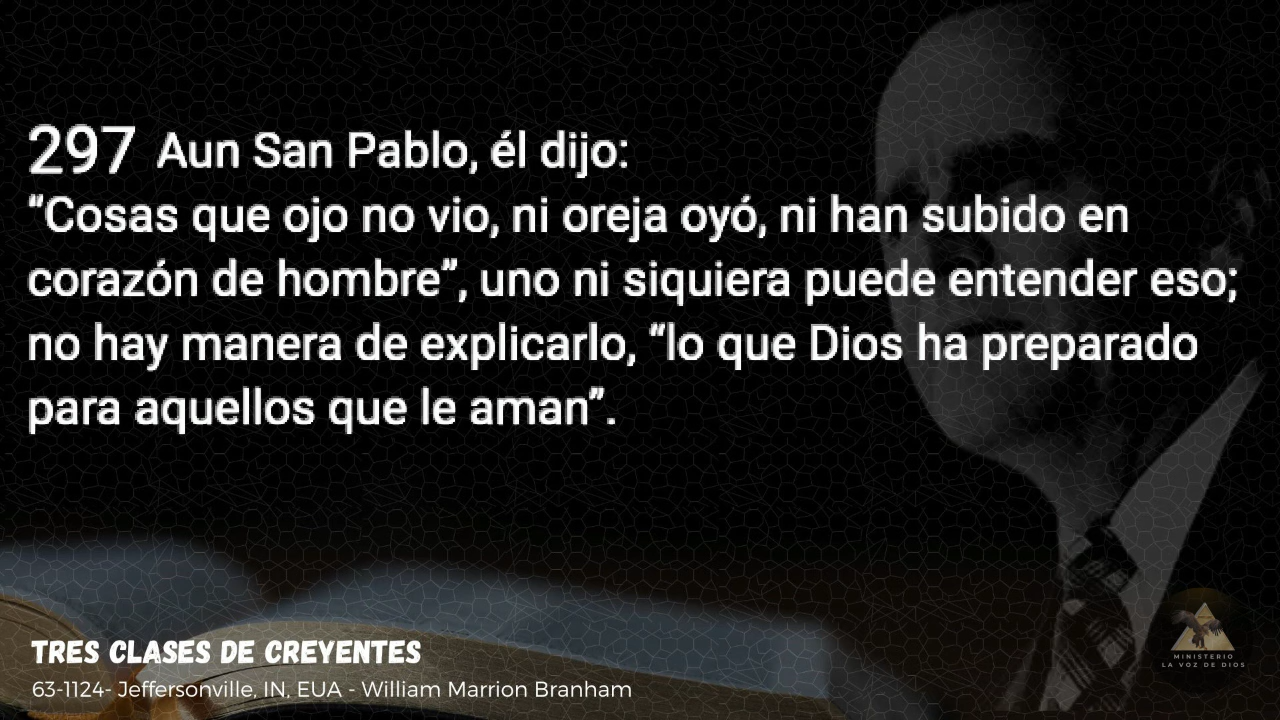 297 Aun San Pablo, él dijo:
“Cosas que ojo no vio, ni oreja oyó, ni han subido en
corazón de hombre”, uno ni siquiera puede entender eso;
no hay manera de explicarlo, “lo que Dios ha preparado
para aquellos que le aman”.
TRES CLASES DE CREYENTES
63-1124- Jeffersonville, IN, EUA - William Marrion Branham
MINISTERIO
LA VOZ DE DIOS